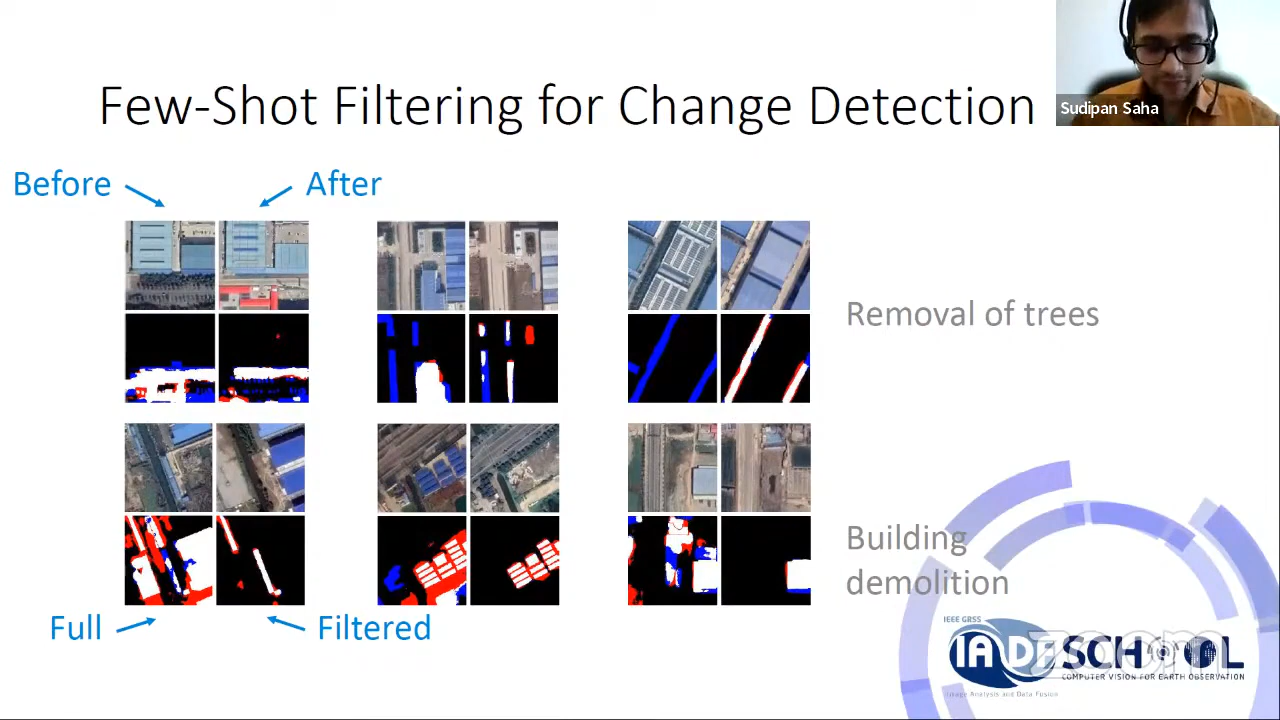 Few-Shot Filtering for Change Detection
Sudipan Saha
Before
After
Removal of trees
Building
demolition
Full
Filtered
IEEE GRSS
IADF SCHOOL
zoom
COMPUTER VISION FOR EARTH OBSERVATION
Image Analysis and Data Fusion